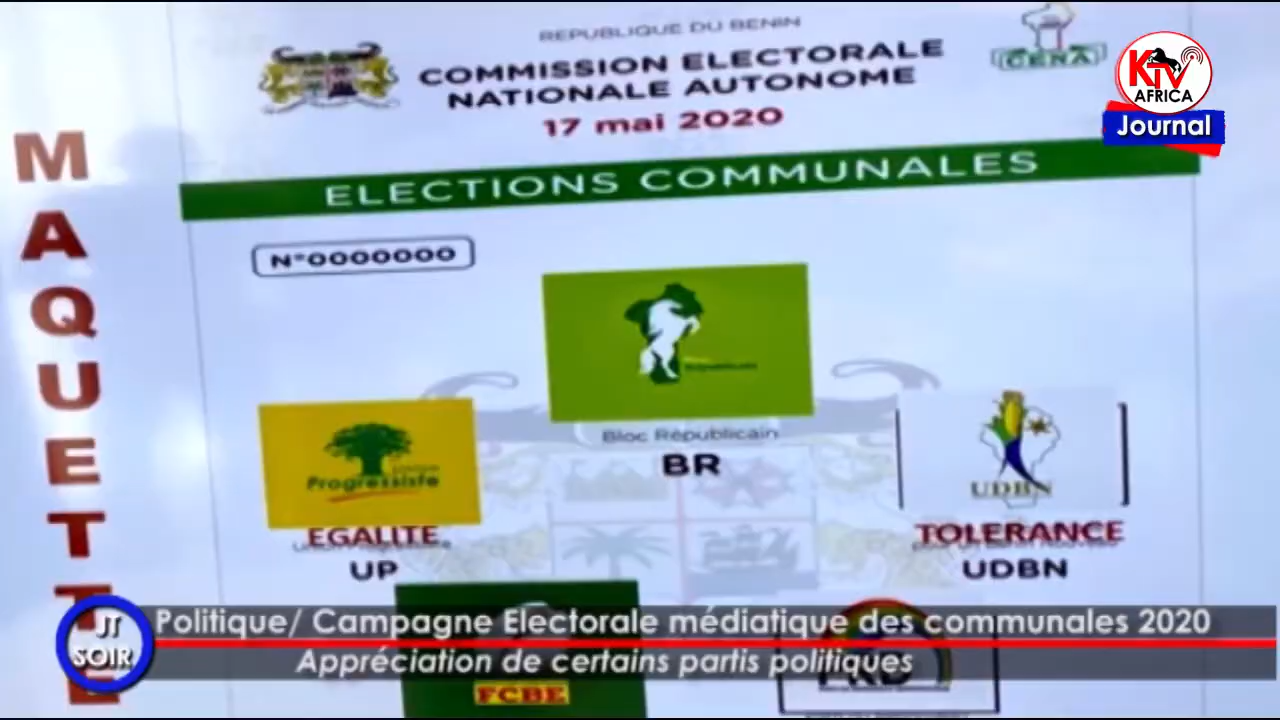 REPUBLIQUE DU BENIN
COMMISSION ELECTORALE
NATIONALE AUTONOME
17 mai 2020
CENA
KTV
AFRICA
Journal
MAQUETTE
ELECTIONS COMMUNALES
N°0000000
Bloc Républicain
BR
Progressiste
EGALITE
UP
UDBN
TOLERANCE
UDBN
JT
SOIR
Politique/ Campagne Electorale médiatique des communales 2020
Appréciation de certains partis politiques
FCBE